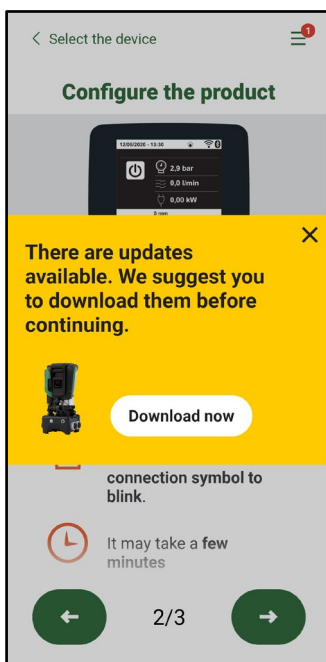 Select the device
1
Configure the product
12/05/2020 - 13:30
2,9 bar
0,0 l/min
0,00 kW
There are updates
available. We suggest you
to download them before
continuing.
Download now
connection symbol to
blink.
It may take a few
minutes
2/3